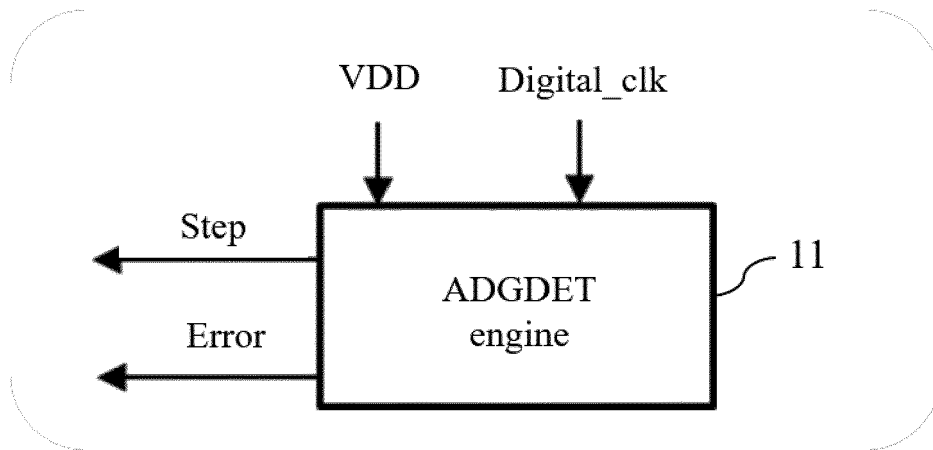 VDD
Digital_clk
Step
Error
ADGDET
engine
11